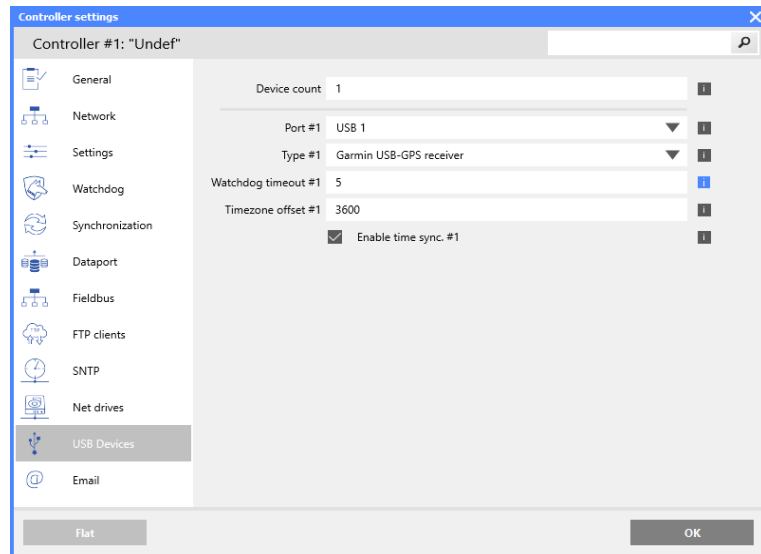 Controller settings
Controller #1: "Undef"
General
Network
Settings
Watchdog
Synchronization
Dataport
Fieldbus
FTP clients
SNTP
Net drives
USB Devices
Email
Device count 1
Port #1 USB 1
Type #1 Garmin USB-GPS receiver
Watchdog timeout #1 5
Timezone offset #1 3600
Enable time sync. #1
Flat
OK